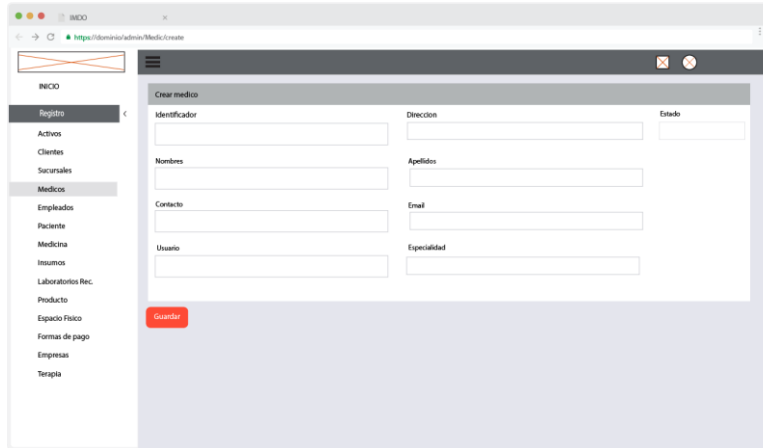 IMDO
https://dominio/admin/Medic/create
INICIO
Registro
Activos
Clientes
Sucursales
Medicos
Empleados
Paciente
Medicina
Insumos
Laboratorios Rec.
Producto
Espacio Fisico
Formas de pago
Empresas
Terapia
Crear medico
Identificador
Direccion
Estado
Nombres
Apellidos
Contacto
Email
Usuario
Especialidad
Guardar